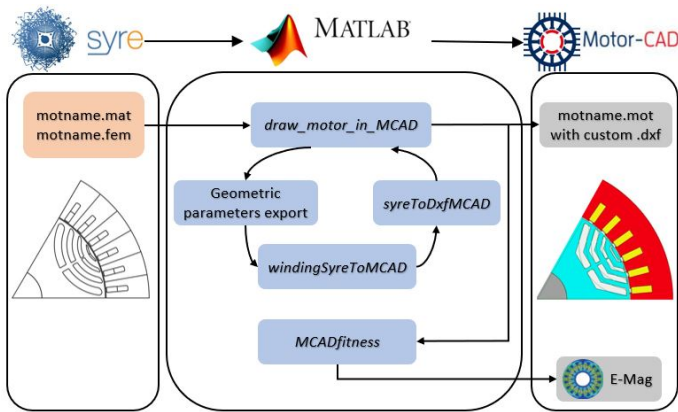 syre
MATLAB
Motor-CAD
motname.mat
motname.fem
draw_motor_in_MCAD
motname.mot
with custom .dxf
Geometric
parameters export
syreToDxfMCAD
windingSyreToMCAD
MCADfitness
E-Mag